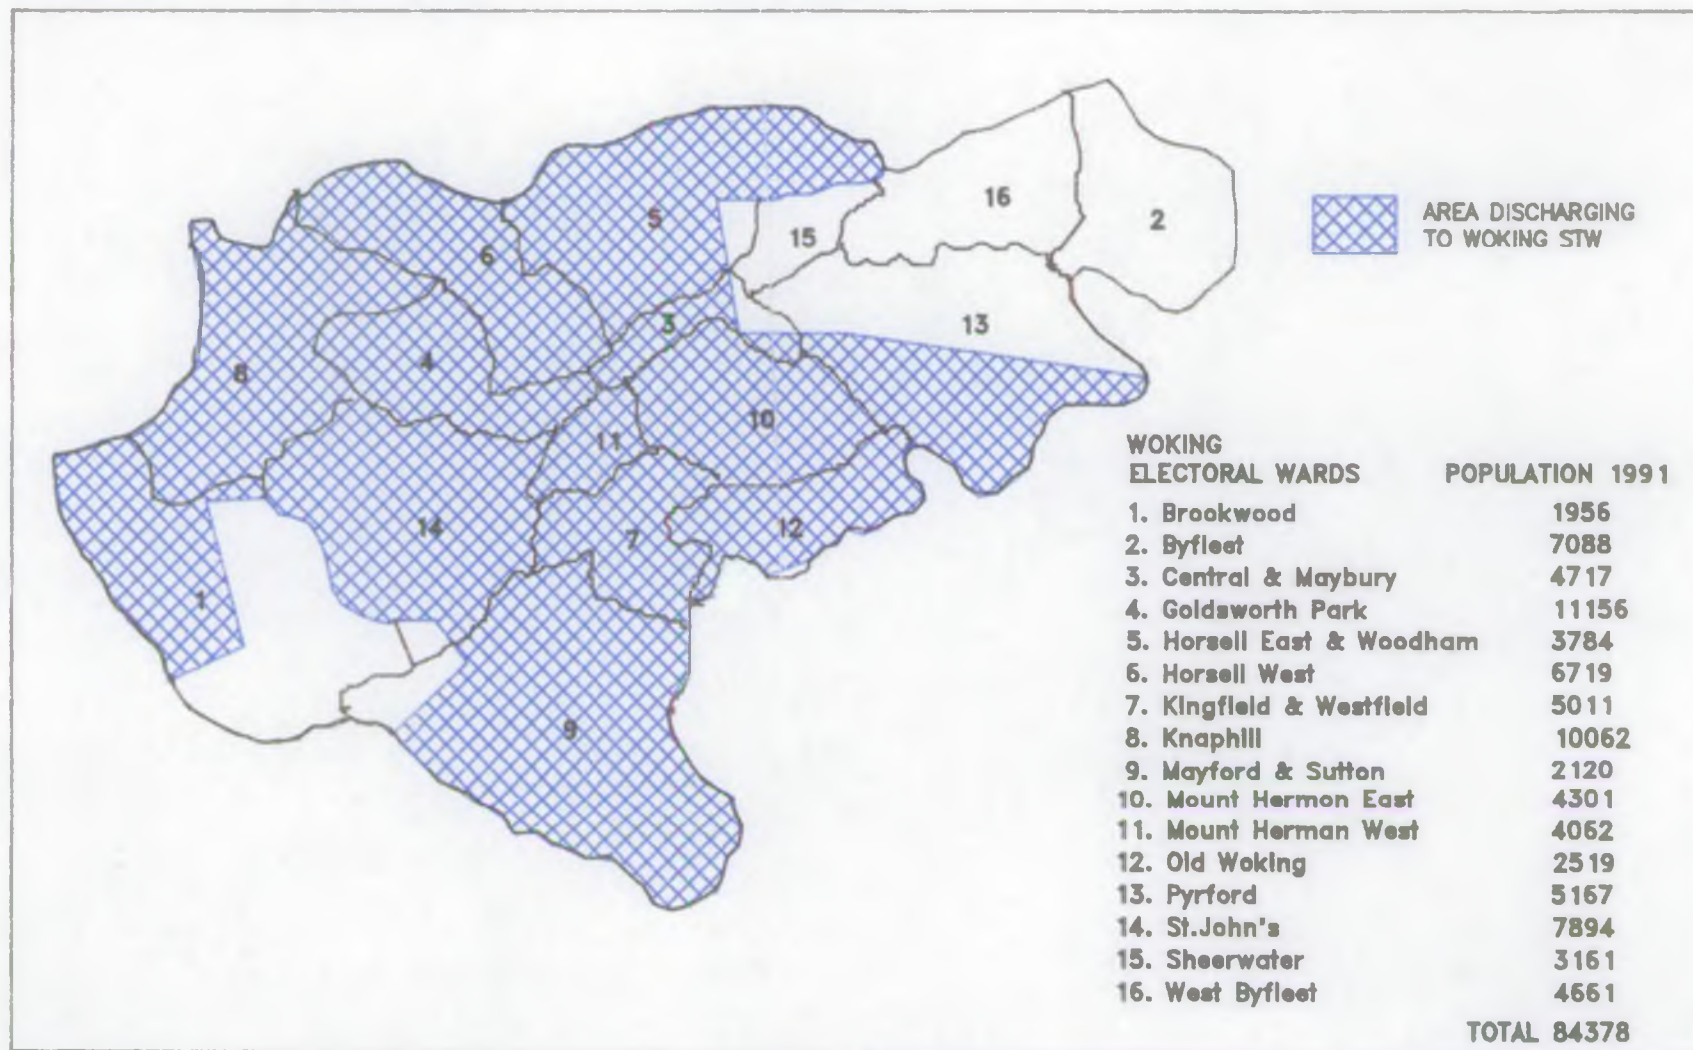 16
2
5
15
6
13
3
4
8
10
11
14
7
12
1
9
AREA DISCHARGING
TO WOKING STW
WOKING
ELECTORAL WARDS POPULATION 1991
1. Brookwood 1956
2. Byfleet 7088
3. Central & Maybury 4717
4. Goldsworth Park 11156
5. Horsell East & Woodham 3784
6. Horsell West 6719
7. Kingfield & Westfield 5011
8. Knaphill 10062
9. Mayford & Sutton 2120
10. Mount Hermon East 4301
11. Mount Herman West 4062
12. Old Woking 2519
13. Pyrford 5167
14. St.John's 7894
15. Sheerwater 3161
16. West Byfleet 4661
TOTAL 84378